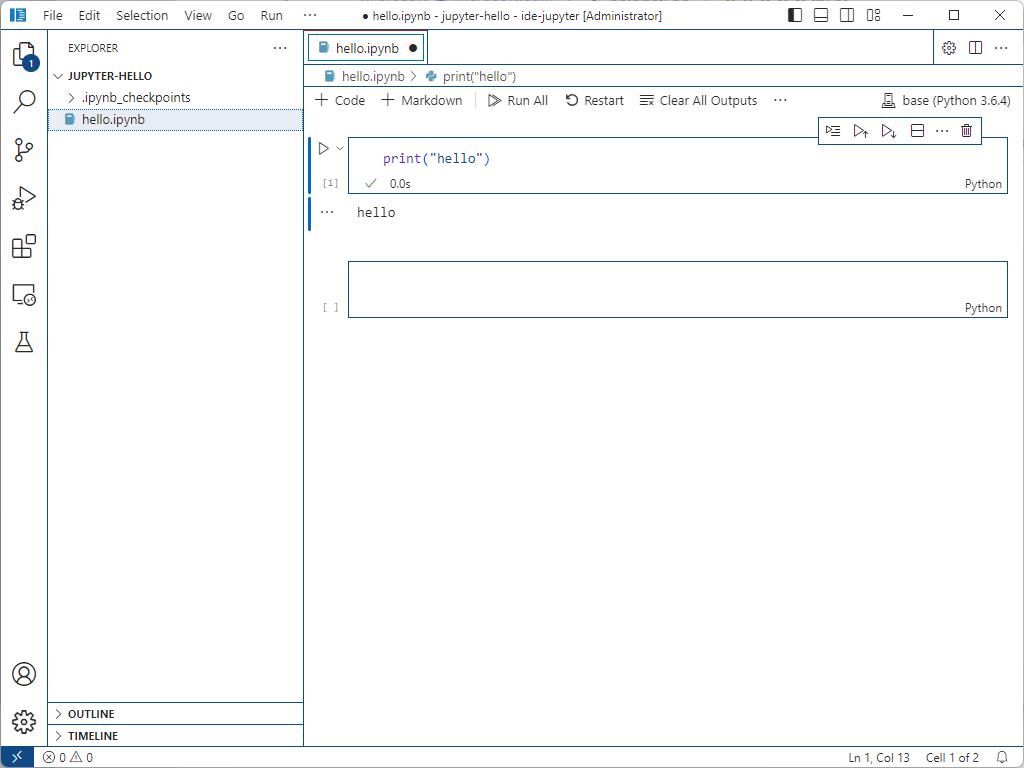 File Edit Selection View Go Run ··· ● hello.ipynb - jupyter-hello - ide-jupyter [Administrator]
1
EXPLORER ···
JUPYTER-HELLO
.ipynb_checkpoints
hello.ipynb
OUTLINE
TIMELINE
hello.ipynb ●
hello.ipynb > print("hello")
+ Code + Markdown Run All Restart Clear All Outputs ··· base (Python 3.6.4)
print("hello")
[1] ✓ 0.0s Python
··· hello
[ ] Python
0 0 Ln 1, Col 13 Cell 1 of 2